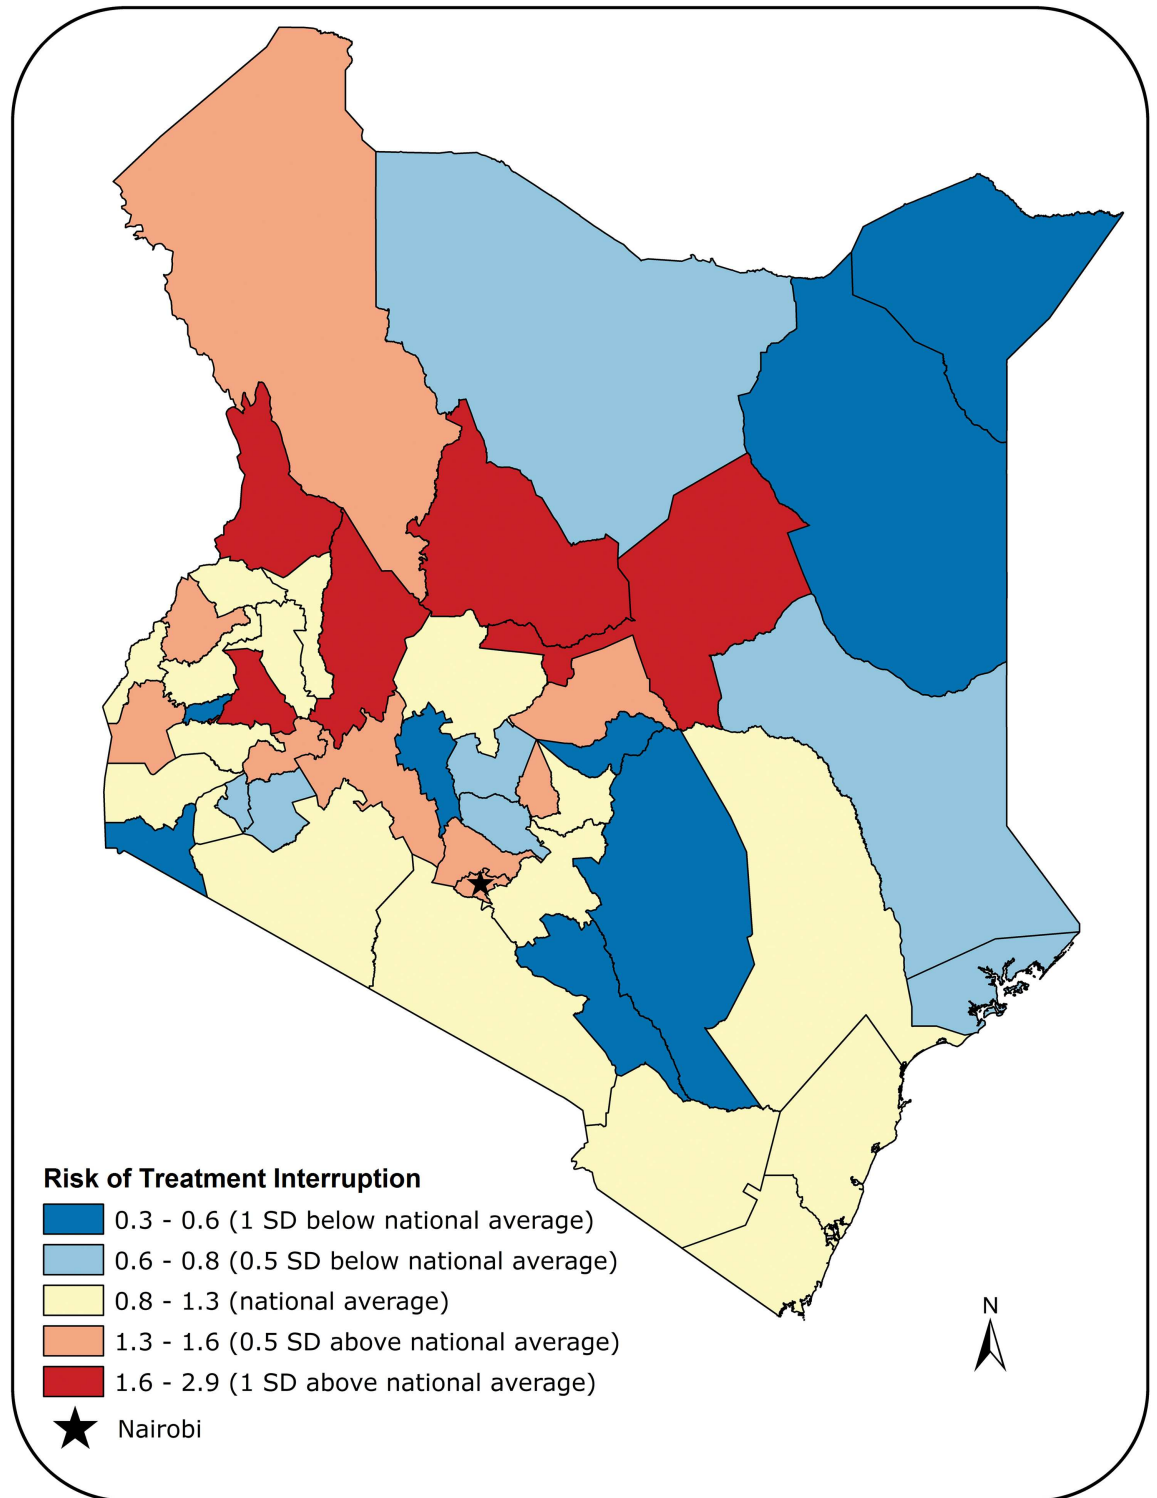 Risk of Treatment Interruption
0.3 - 0.6 (1 SD below national average)
0.6 - 0.8 (0.5 SD below national average)
0.8 - 1.3 (national average)
1.3 - 1.6 (0.5 SD above national average)
1.6 - 2.9 (1 SD above national average)
Nairobi
N